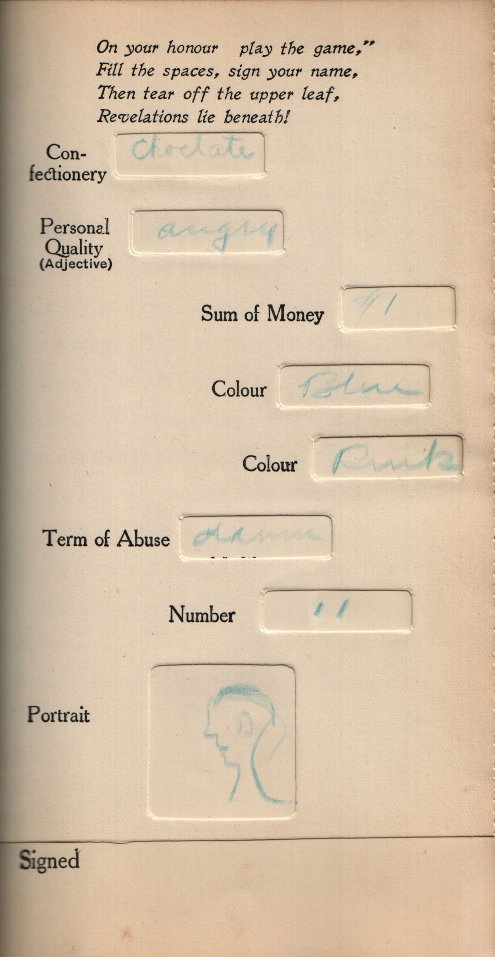 On your honour play the game,"
Fill the spaces, sign your name,
Then tear off the upper leaf,
Revelations lie beneath!
Con-
fectionery
choclate
Personal
Quality
(Adjective)
angry
Sum of Money
$1
Colour
Blue
Colour
Pink
Term of Abuse
damn
Number
11
Portrait
Signed